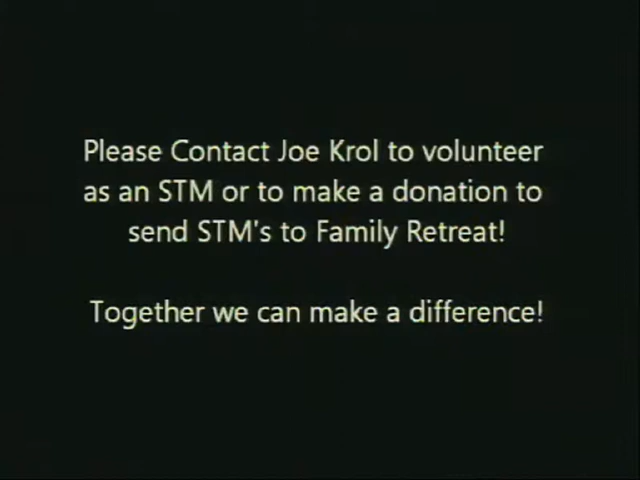 Please Contact Joe Krol to volunteer
as an STM or to make a donation to
send STM's to Family Retreat!
Together we can make a difference!